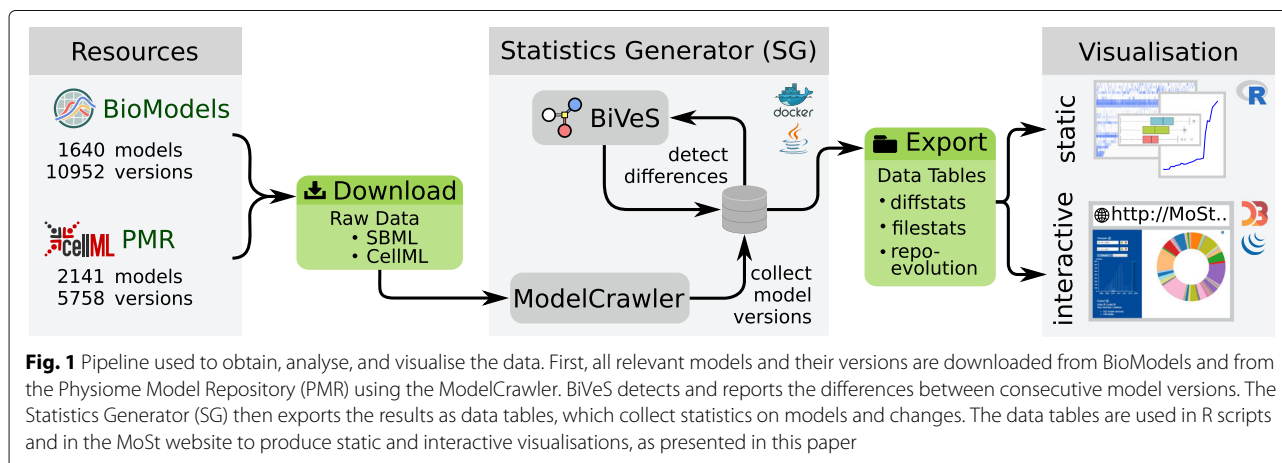 Resources
BioModels
1640 models
10952 versions
cellML PMR
2141 models
5758 versions
Download
Raw Data
• SBML
• CellML
Statistics Generator (SG)
BiVeS
docker
Java
detect
differences
ModelCrawler
collect
model
versions
Export
Data Tables
• diffstats
• filestats
• repo-
evolution
Visualisation
static
R
interactive
http://MoSt..
D3
Fig. 1 Pipeline used to obtain, analyse, and visualise the data. First, all relevant models and their versions are downloaded from BioModels and from
the Physiome Model Repository (PMR) using the ModelCrawler. BiVeS detects and reports the differences between consecutive model versions. The
Statistics Generator (SG) then exports the results as data tables, which collect statistics on models and changes. The data tables are used in R scripts
and in the MoSt website to produce static and interactive visualisations, as presented in this paper